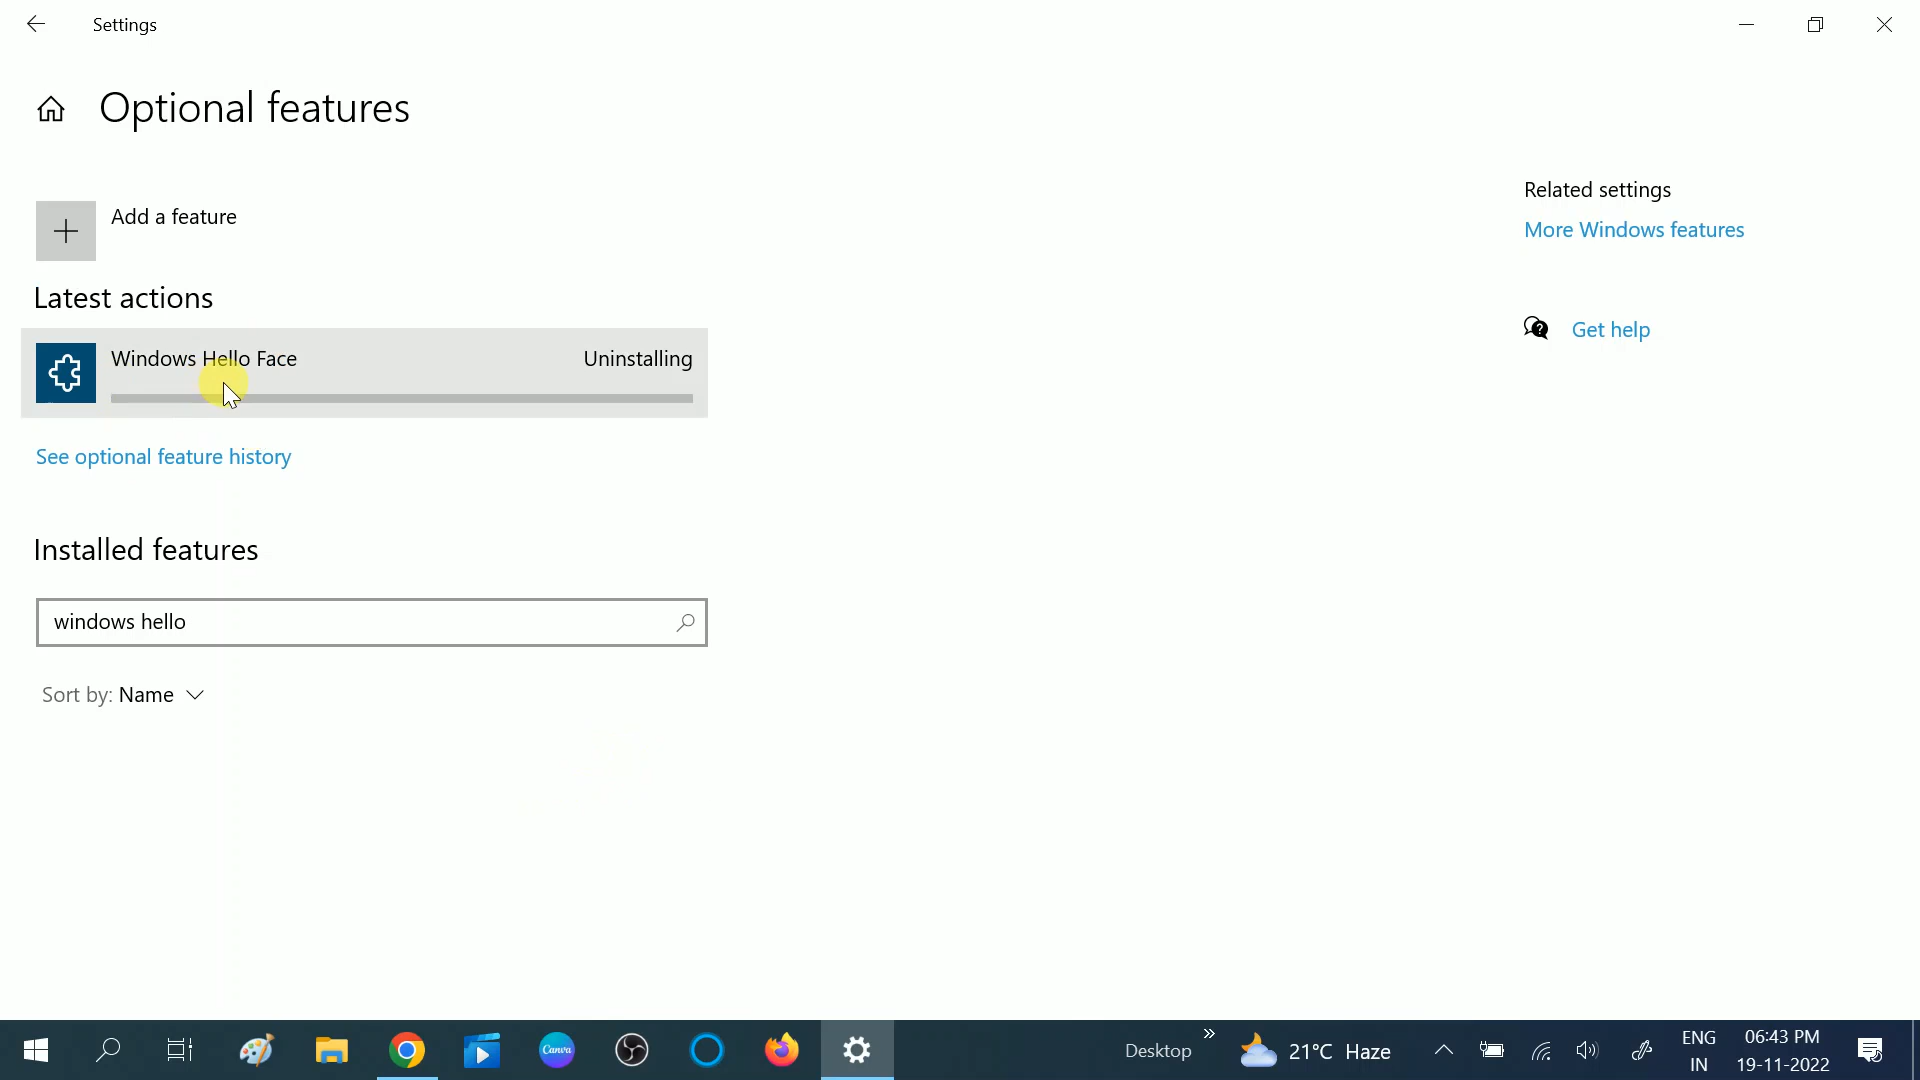 Settings
Optional features
Add a feature
Latest actions
Windows Hello Face
Uninstalling
See optional feature history
Installed features
windows hello
Sort by: Name
Related settings
More Windows features
Get help
Canva
Desktop
21°C Haze
ENG
IN
06:43 PM
19-11-2022